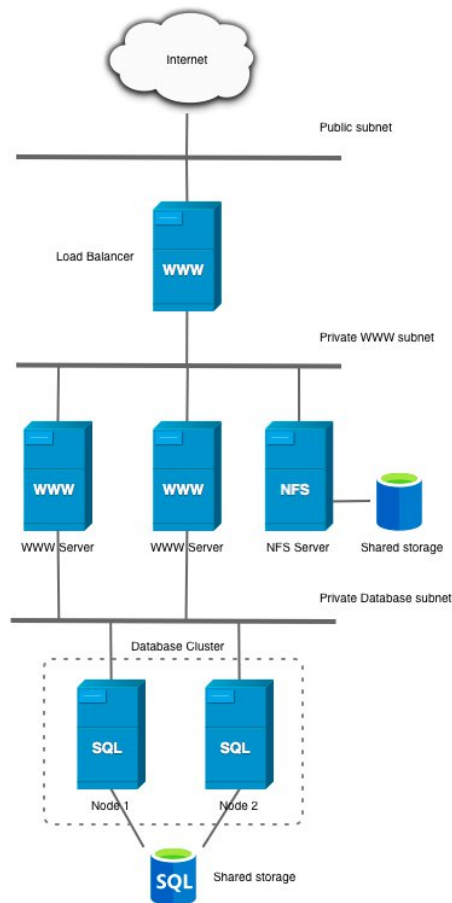 Internet
Public subnet
Load Balancer
WWW
Private WWW subnet
WWW
WWW
NFS
WWW Server
WWW Server
NFS Server
Shared storage
Private Database subnet
Database Cluster
SQL
SQL
Node 1
Node 2
SQL
Shared storage